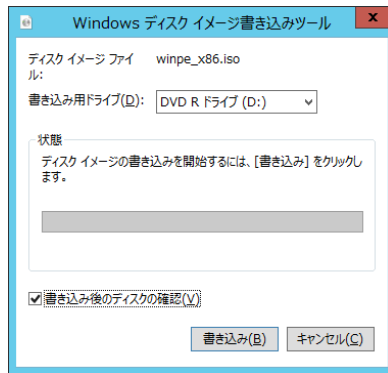 Windows ディスク イメージ書き込みツール
ディスク イメージ ファイ
ル:
winpe_x86.iso
書き込み用ドライブ(D):
DVD R ドライブ (D:)
状態
ディスク イメージの書き込みを開始するには、[書き込み] をクリックし
ます。
書き込み後のディスクの確認(V)
書き込み(B)
キャンセル(C)